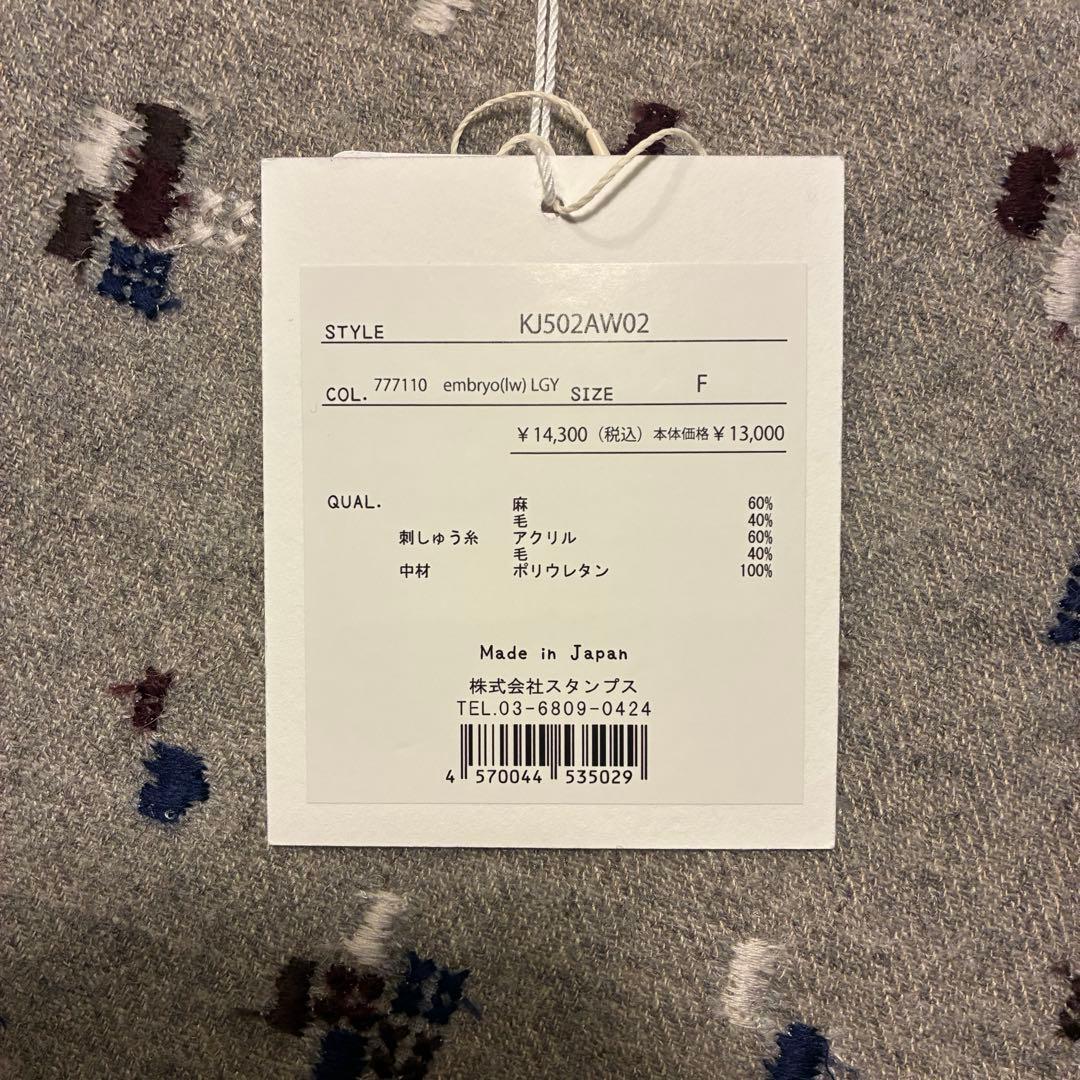 STYLE KJ502AW02
COL. 777110 embryo(lw) LGY SIZE F
￥14,300（税込）本体価格￥13,000
QUAL. 麻 60%
毛 40%
刺しゅう糸 アクリル 60%
毛 40%
中材 ポリウレタン 100%
Made in Japan
株式会社スタンプス
TEL.03-6809-0424
4 570044 535029